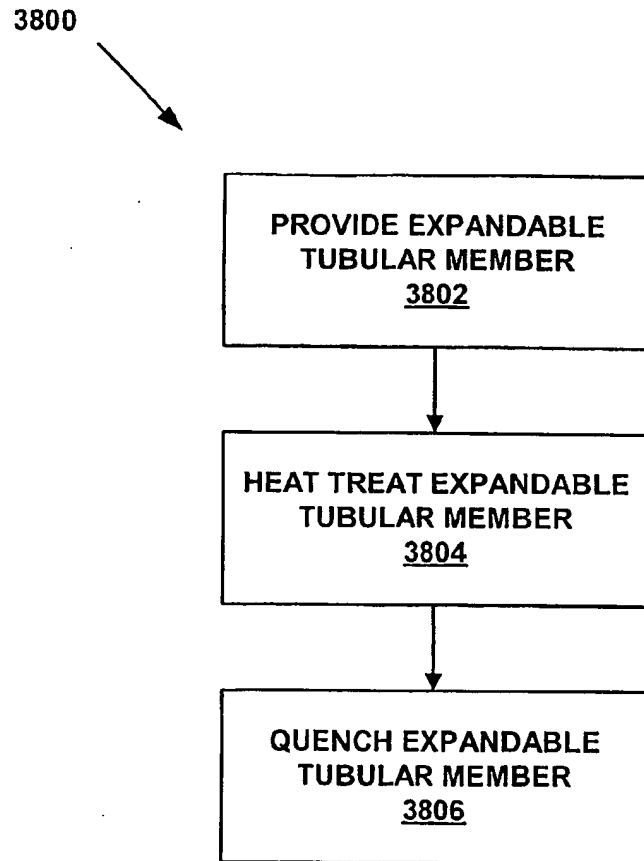 3800
PROVIDE EXPANDABLE
TUBULAR MEMBER
3802
HEAT TREAT EXPANDABLE
TUBULAR MEMBER
3804
QUENCH EXPANDABLE
TUBULAR MEMBER
3806